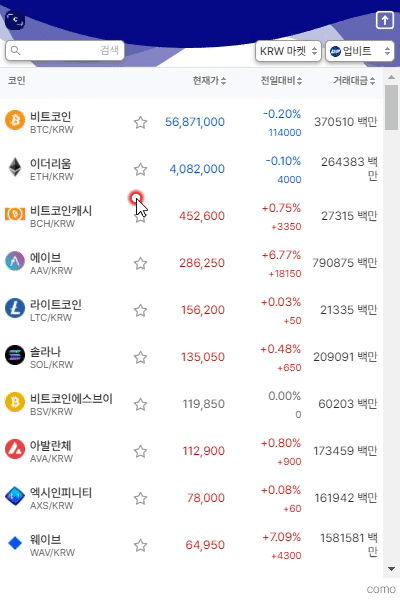 검색
KRW 마켓
업비트
코인 현재가 전일대비 거래대금
비트코인 56,871,000 -0.20% 370510 백만
BTC/KRW 114000
이더리움 4,082,000 -0.10% 264383 백만
ETH/KRW 4000
비트코인캐시 452,600 +0.75% 27315 백만
BCH/KRW +3350
에이브 286,250 +6.77% 790875 백만
AAV/KRW +18150
라이트코인 156,200 +0.03% 21335 백만
LTC/KRW +50
솔라나 135,050 +0.48% 209091 백만
SOL/KRW +650
비트코인에스브이 119,850 0.00% 60203 백만
BSV/KRW 0
아발란체 112,900 +0.80% 173459 백만
AVA/KRW +900
엑시인피니티 78,000 +0.08% 161942 백만
AXS/KRW +60
웨이브 64,950 +7.09% 1581581 백만
WAV/KRW +4300
como